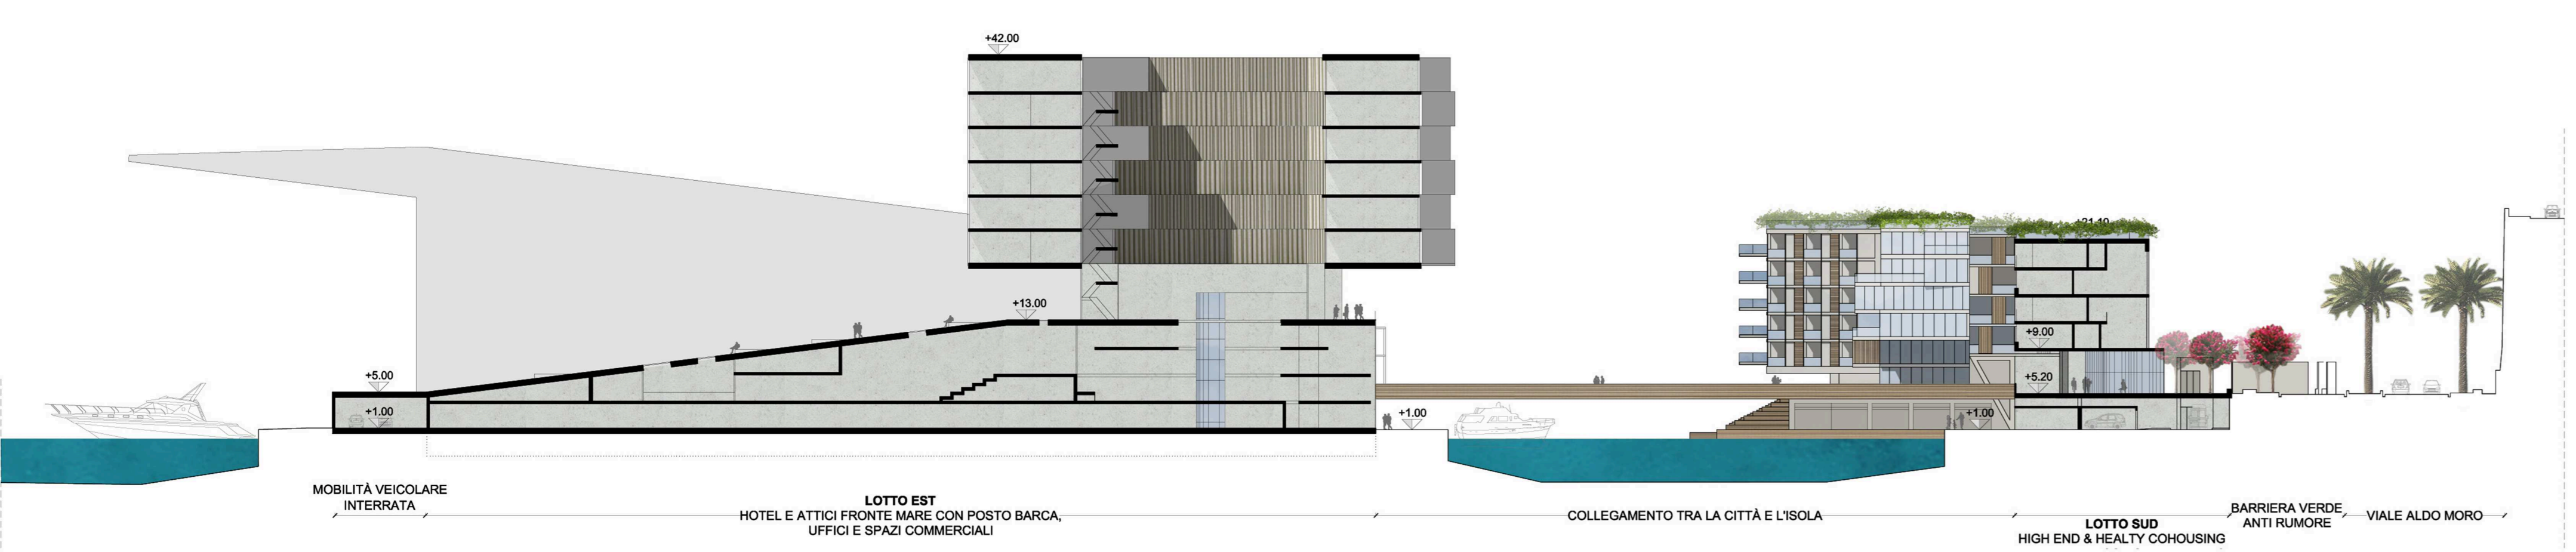 +42.00
+21.10
+13.00
+9.00
+5.00
+5.20
+1.00
+1.00
+1.00
MOBILITÀ VEICOLARE
INTERRATA
LOTTO EST
HOTEL E ATTICI FRONTE MARE CON POSTO BARCA,
UFFICI E SPAZI COMMERCIALI
COLLEGAMENTO TRA LA CITTÀ E L'ISOLA
LOTTO SUD
HIGH END & HEALTY COHOUSING
BARRIERA VERDE
ANTI RUMORE
VIALE ALDO MORO